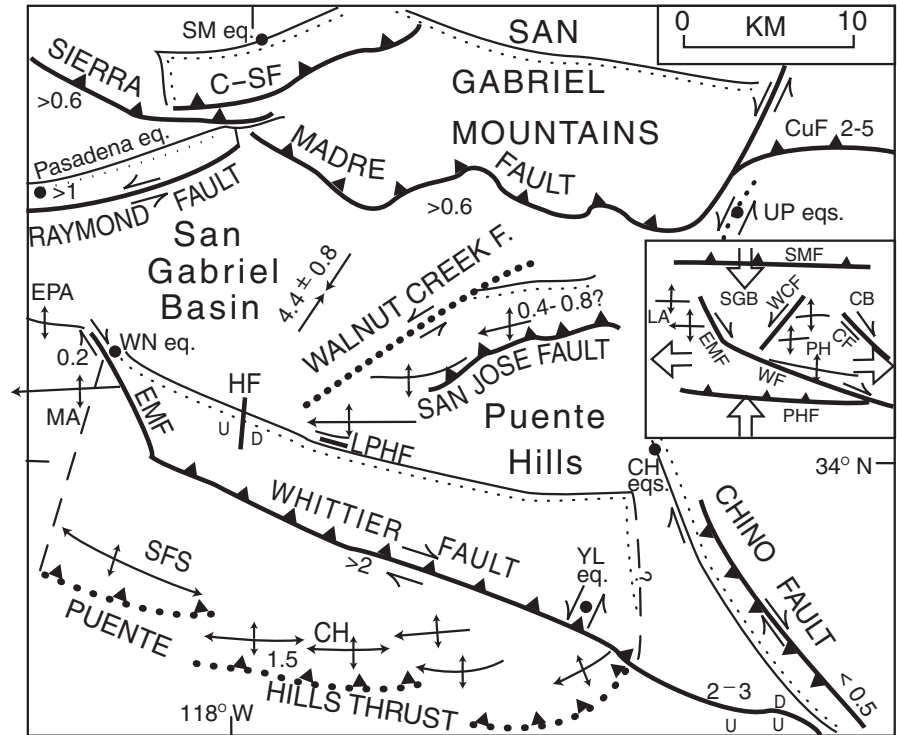 SM eq.
SAN
0 10
KM
SIERRA
C–SF
GABRIEL
>0.6
MOUNTAINS
CuF 2-5
Pasadena eq.
MADRE
FAULT
>1
RAYMOND FAULT
>0.6
UP eqs.
San
Gabriel
Basin
4.4 ± 0.8
WALNUT CREEK F.
SMF
SGB
WCF
CB
LA
EMF
PH
CF
WF
PHF
EPA
0.2
WN eq.
0.4-0.8?
SAN JOSE FAULT
HF
U D
MA
EMF
LPHF
Puente
Hills
CH
eqs.
34° N
WHITTIER FAULT
>2
CHINO FAULT
SFS
YL
eq.
?
PUENTE
CH
1.5
HILLS THRUST
118° W
2–3
D
U U
< 0.5